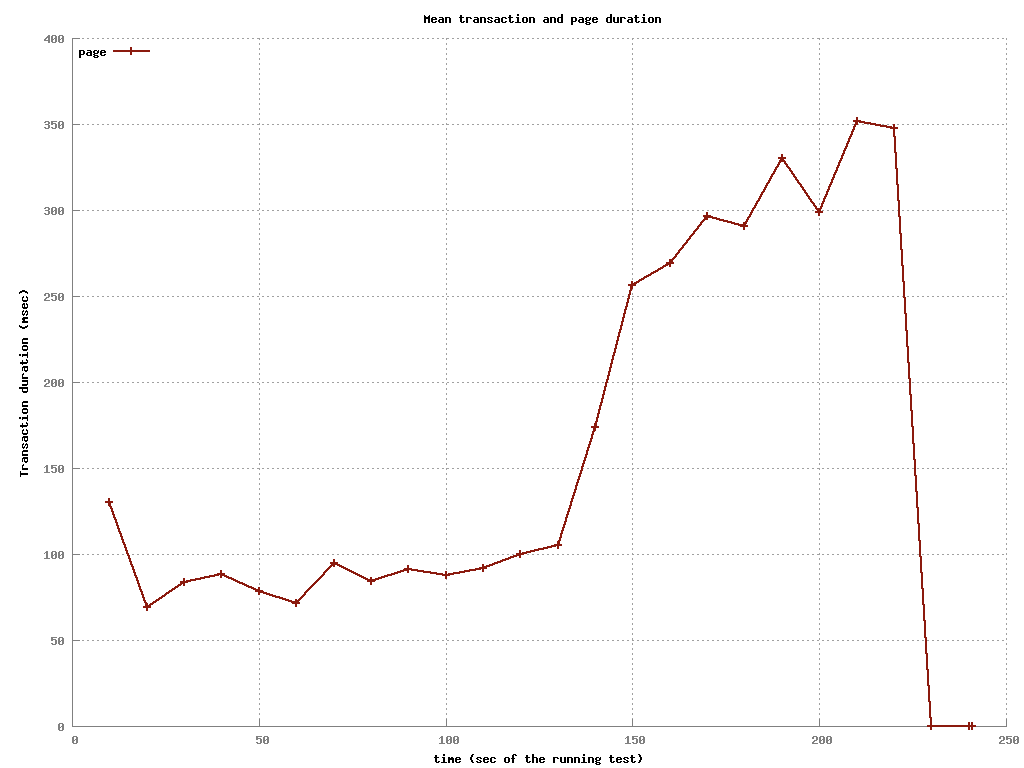 Mean transaction and page duration
page
400
350
300
250
200
150
100
50
0
Transaction duration (msec)
0 50 100 150 200 250
time (sec of the running test)